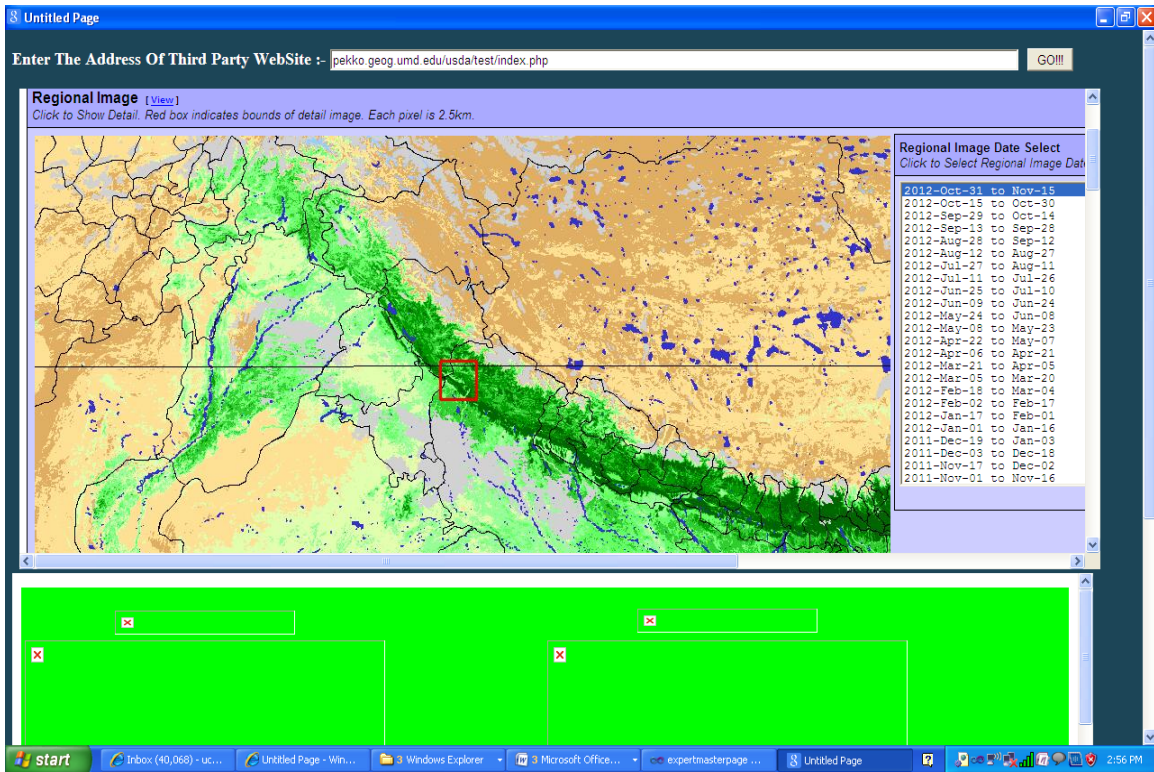 Untitled Page
Enter The Address Of Third Party WebSite :- pekko.geog.umd.edu/usda/test/index.php GO!!!
Regional Image [ View ]
Click to Show Detail. Red box indicates bounds of detail image. Each pixel is 2.5km.
Regional Image Date Select
Click to Select Regional Image Dat
2012-Oct-31 to Nov-15
2012-Oct-15 to Oct-30
2012-Sep-29 to Oct-14
2012-Sep-13 to Sep-28
2012-Aug-28 to Sep-12
2012-Aug-12 to Aug-27
2012-Jul-27 to Aug-11
2012-Jul-11 to Jul-26
2012-Jun-25 to Jul-10
2012-Jun-09 to Jun-24
2012-May-24 to Jun-08
2012-May-08 to May-23
2012-Apr-22 to May-07
2012-Apr-06 to Apr-21
2012-Mar-21 to Apr-05
2012-Mar-05 to Mar-20
2012-Feb-18 to Mar-04
2012-Feb-02 to Feb-17
2012-Jan-17 to Feb-01
2012-Jan-01 to Jan-16
2011-Dec-19 to Jan-03
2011-Dec-03 to Dec-18
2011-Nov-17 to Dec-02
2011-Nov-01 to Nov-16
start Inbox (40,068) - uc... Untitled Page - Win... 3 Windows Explorer 3 Microsoft Office... expertmasterpage ... Untitled Page 2:56 PM